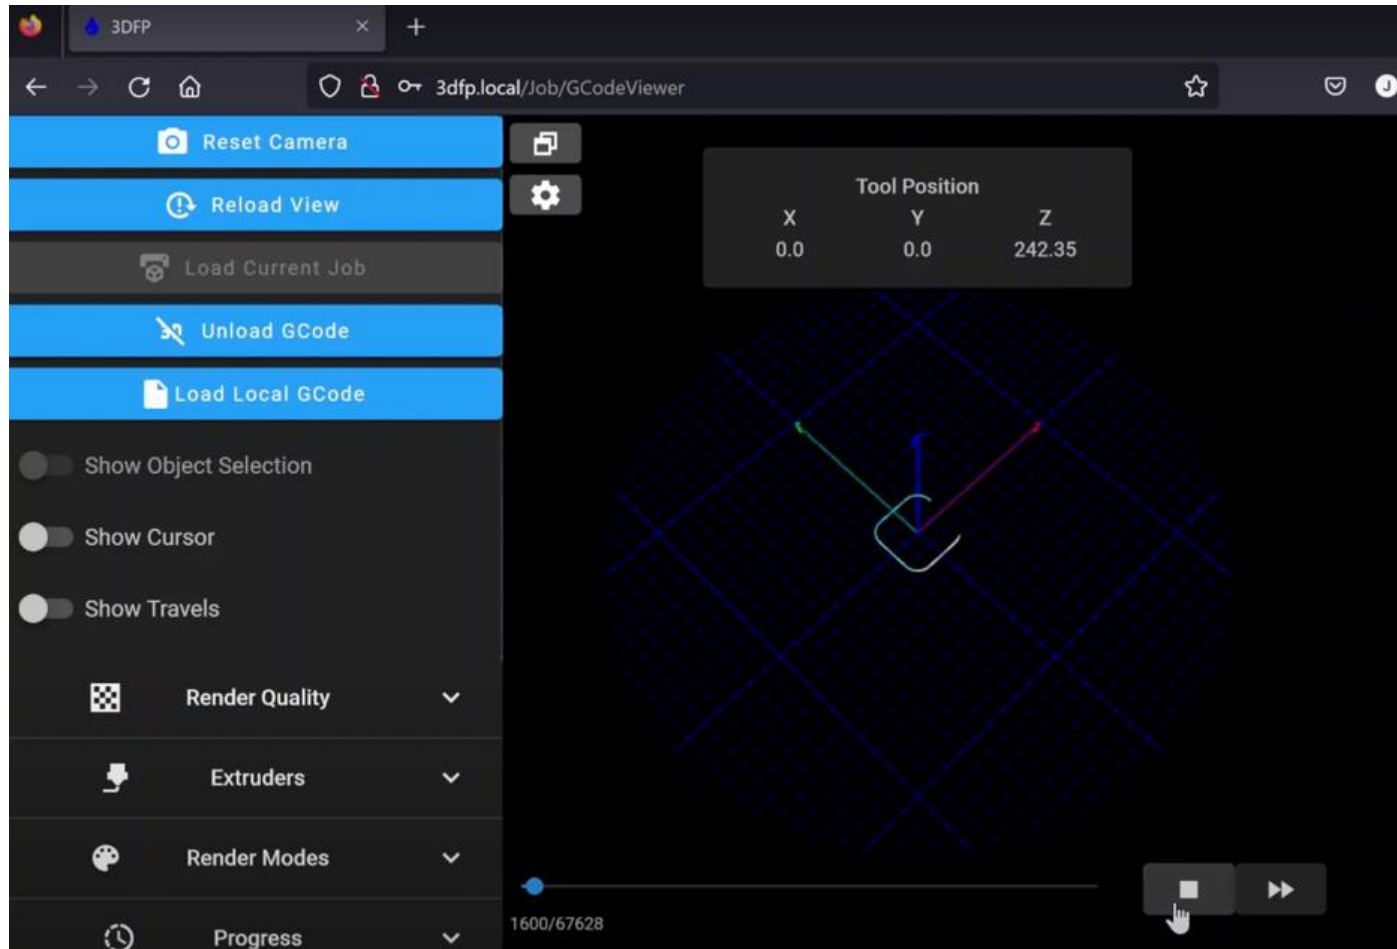 3DFP
3dfp.local/Job/GCodeViewer
J
Reset Camera
Reload View
Load Current Job
Unload GCode
Load Local GCode
Show Object Selection
Show Cursor
Show Travels
Render Quality
Extruders
Render Modes
Progress
Tool Position
X Y Z
0.0 0.0 242.35
1600/67628